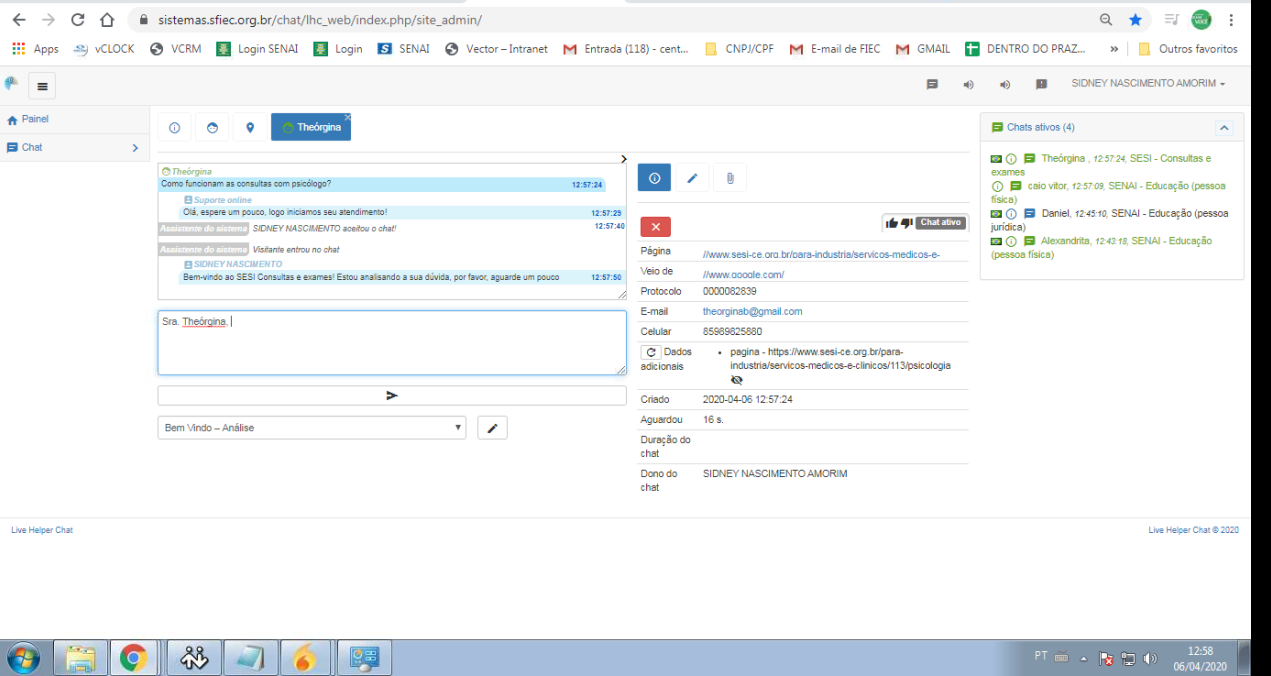 sistemas.sfiec.org.br/chat/lhc_web/index.php/site_admin/
Apps vCLOCK VCRM Login SENAI Login SENAI Vector – Intranet Entrada (118) - cent... CNPJ/CPF E-mail de FIEC GMAIL DENTRO DO PRAZ... » Outros favoritos
SIDNEY NASCIMENTO AMORIM
Painel
Chat
Theórgina
Theórgina
Como funcionam as consultas com psicólogo? 12:57:24
Suporte online
Olá, espere um pouco, logo iniciamos seu atendimento! 12:57:25
Assistente do sistema SIDNEY NASCIMENTO aceitou o chat! 12:57:40
Assistente do sistema Visitante entrou no chat
SIDNEY NASCIMENTO
Bem-vindo ao SESI Consultas e exames! Estou analisando a sua dúvida, por favor, aguarde um pouco 12:57:50
Sra. Theórgina,
Bem Vindo – Análise
Chat ativo
Página //www.sesi-ce.org.br/para-industria/servicos-medicos-e-
Veio de //www.google.com/
Protocolo 0000082839
E-mail theorginab@gmail.com
Celular 85989825880
Dados adicionais
• pagina - https://www.sesi-ce.org.br/para-
industria/servicos-medicos-e-clinicos/113/psicologia
Criado 2020-04-06 12:57:24
Aguardou 16 s.
Duração do
chat
Dono do SIDNEY NASCIMENTO AMORIM
chat
Chats ativos (4)
Theórgina , 12:57:24, SESI - Consultas e
exames
caio vitor, 12:57:09, SENAI - Educação (pessoa
física)
Daniel, 12:45:10, SENAI - Educação (pessoa
jurídica)
Alexandrita, 12:43:18, SENAI - Educação
(pessoa física)
Live Helper Chat
Live Helper Chat © 2020
PT
12:58
06/04/2020